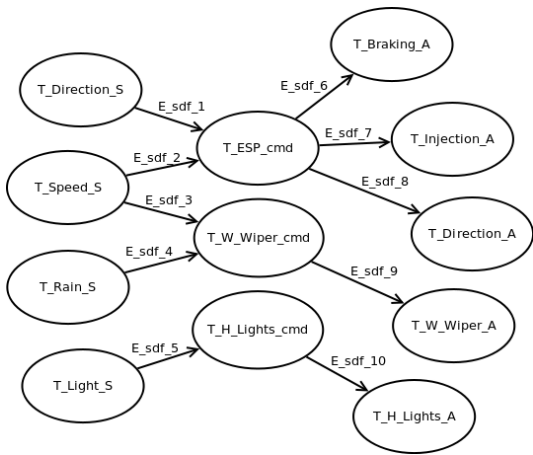 T_Braking_A
T_Direction_S
E_sdf_6
E_sdf_1
E_sdf_7
T_Injection_A
T_ESP_cmd
E_sdf_2
E_sdf_8
T_Speed_S
E_sdf_3
T_Direction_A
T_W_Wiper_cmd
E_sdf_4
E_sdf_9
T_Rain_S
T_W_Wiper_A
T_H_Lights_cmd
E_sdf_5
E_sdf_10
T_Light_S
T_H_Lights_A